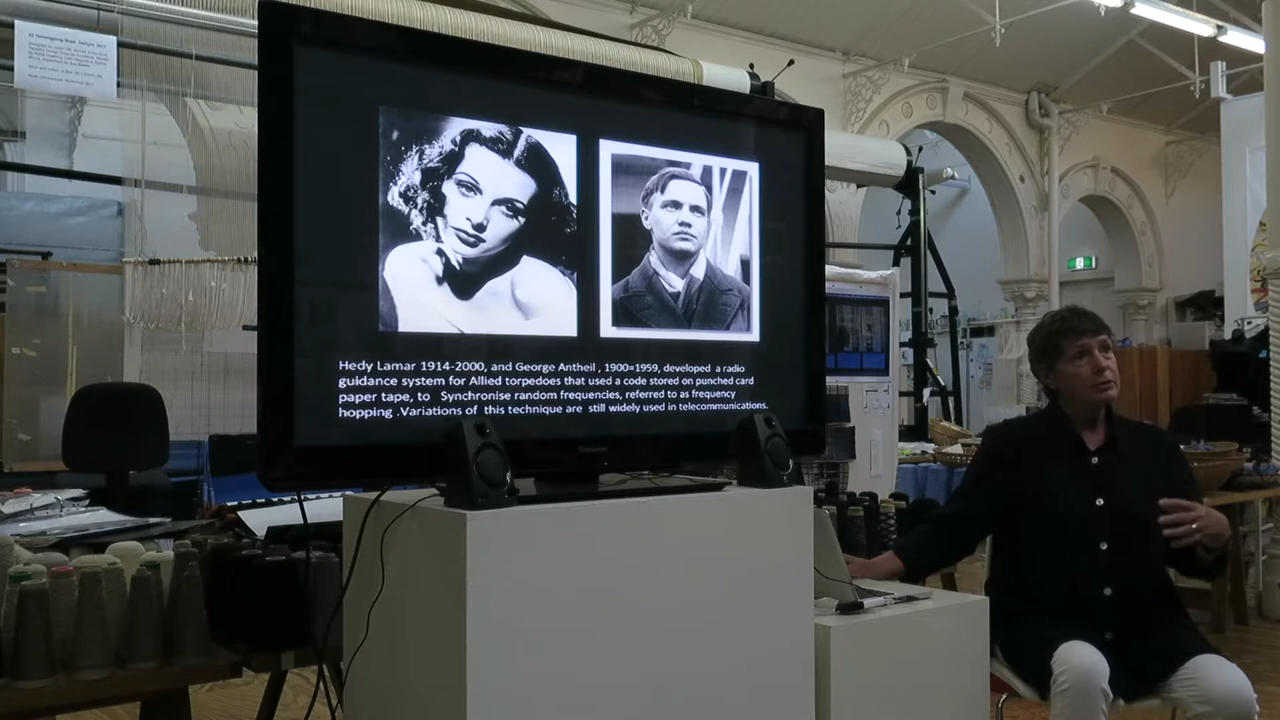 Hedy Lamar 1914-2000, and George Antheil , 1900=1959, developed a radio
guidance system for Allied torpedoes that used a code stored on punched card
paper tape, to Synchronise random frequencies, referred to as frequency
hopping .Variations of this technique are still widely used in telecommunications.
Panasonic